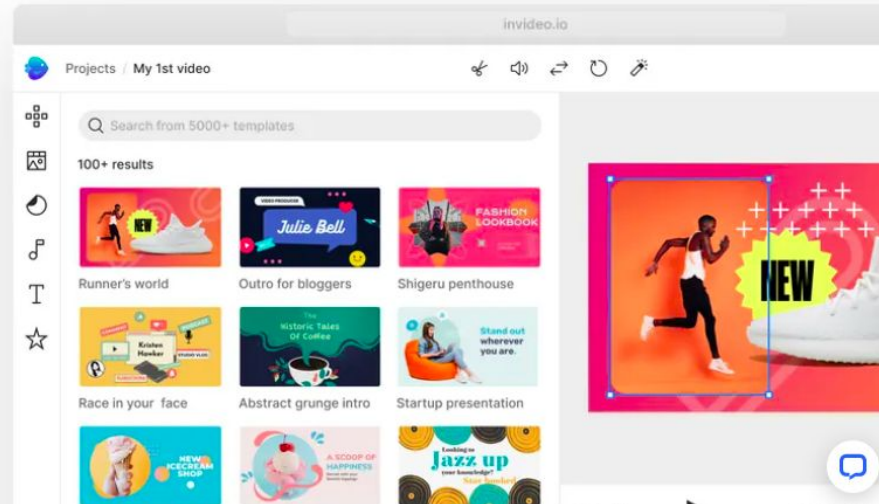 invideo.io
Projects / My 1st video
Search from 5000+ templates
100+ results
NEW
Runner's world
VIDEO PRODUCER
Julie Bell
Outro for bloggers
FASHION
LOOKBOOK
Shigeru penthouse
NEW
PODCAST
Kristen
Hawker
STUDIO VLOG
Race in your face
The
Historic Tales
Of Coffee
Abstract grunge intro
Stand out
wherever
you are.
Startup presentation
NEW
ICECREAM
SHOP
A SCOOP OF
HAPPINESS
Looking to
Jazz up
your knowledge?